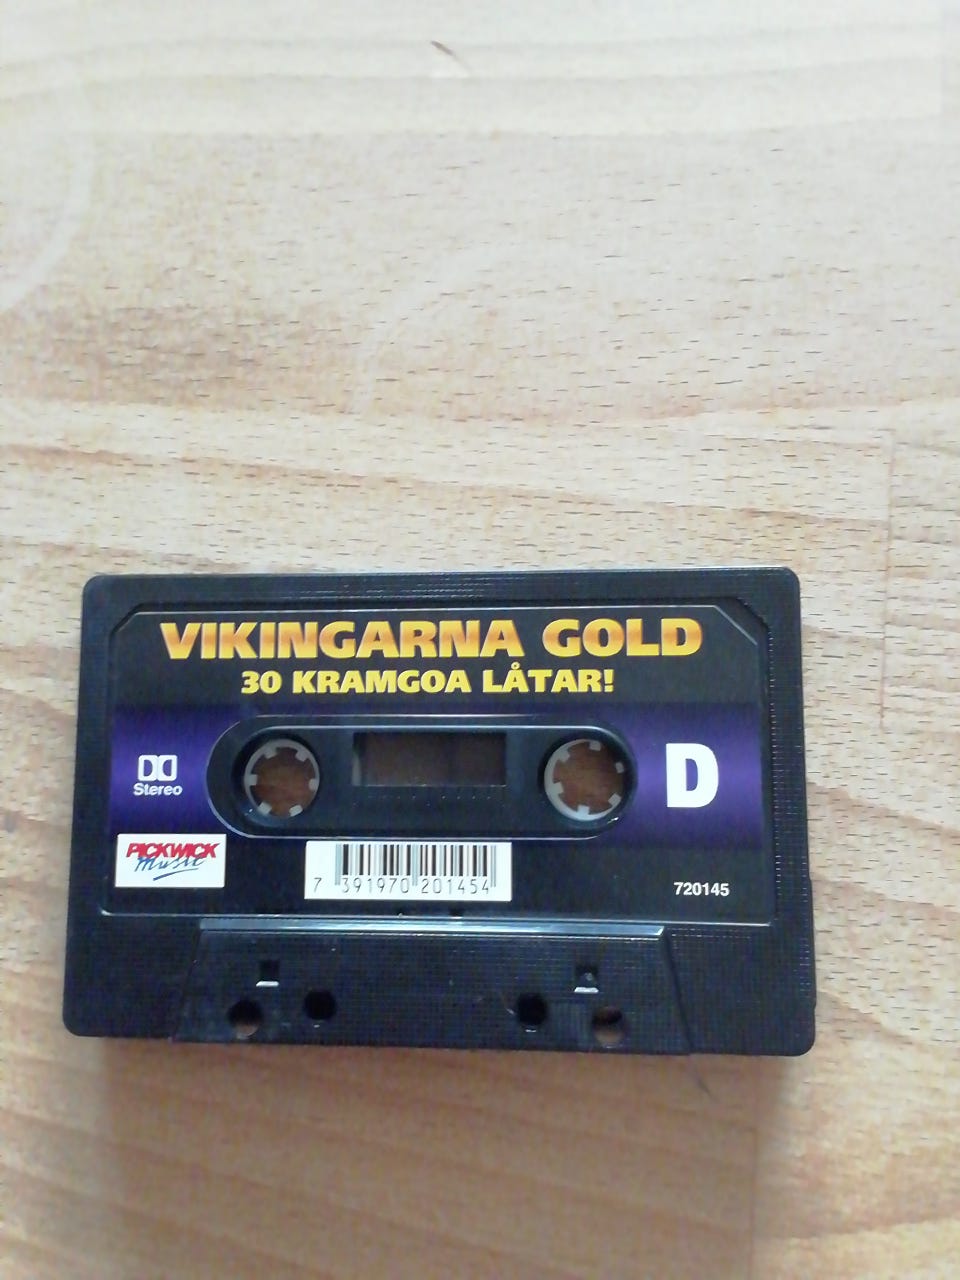 VIKINGARNA GOLD
30 KRAMGOA LÅTAR!
Stereo
D
PICKWICK
Music
7 391970 201454
720145